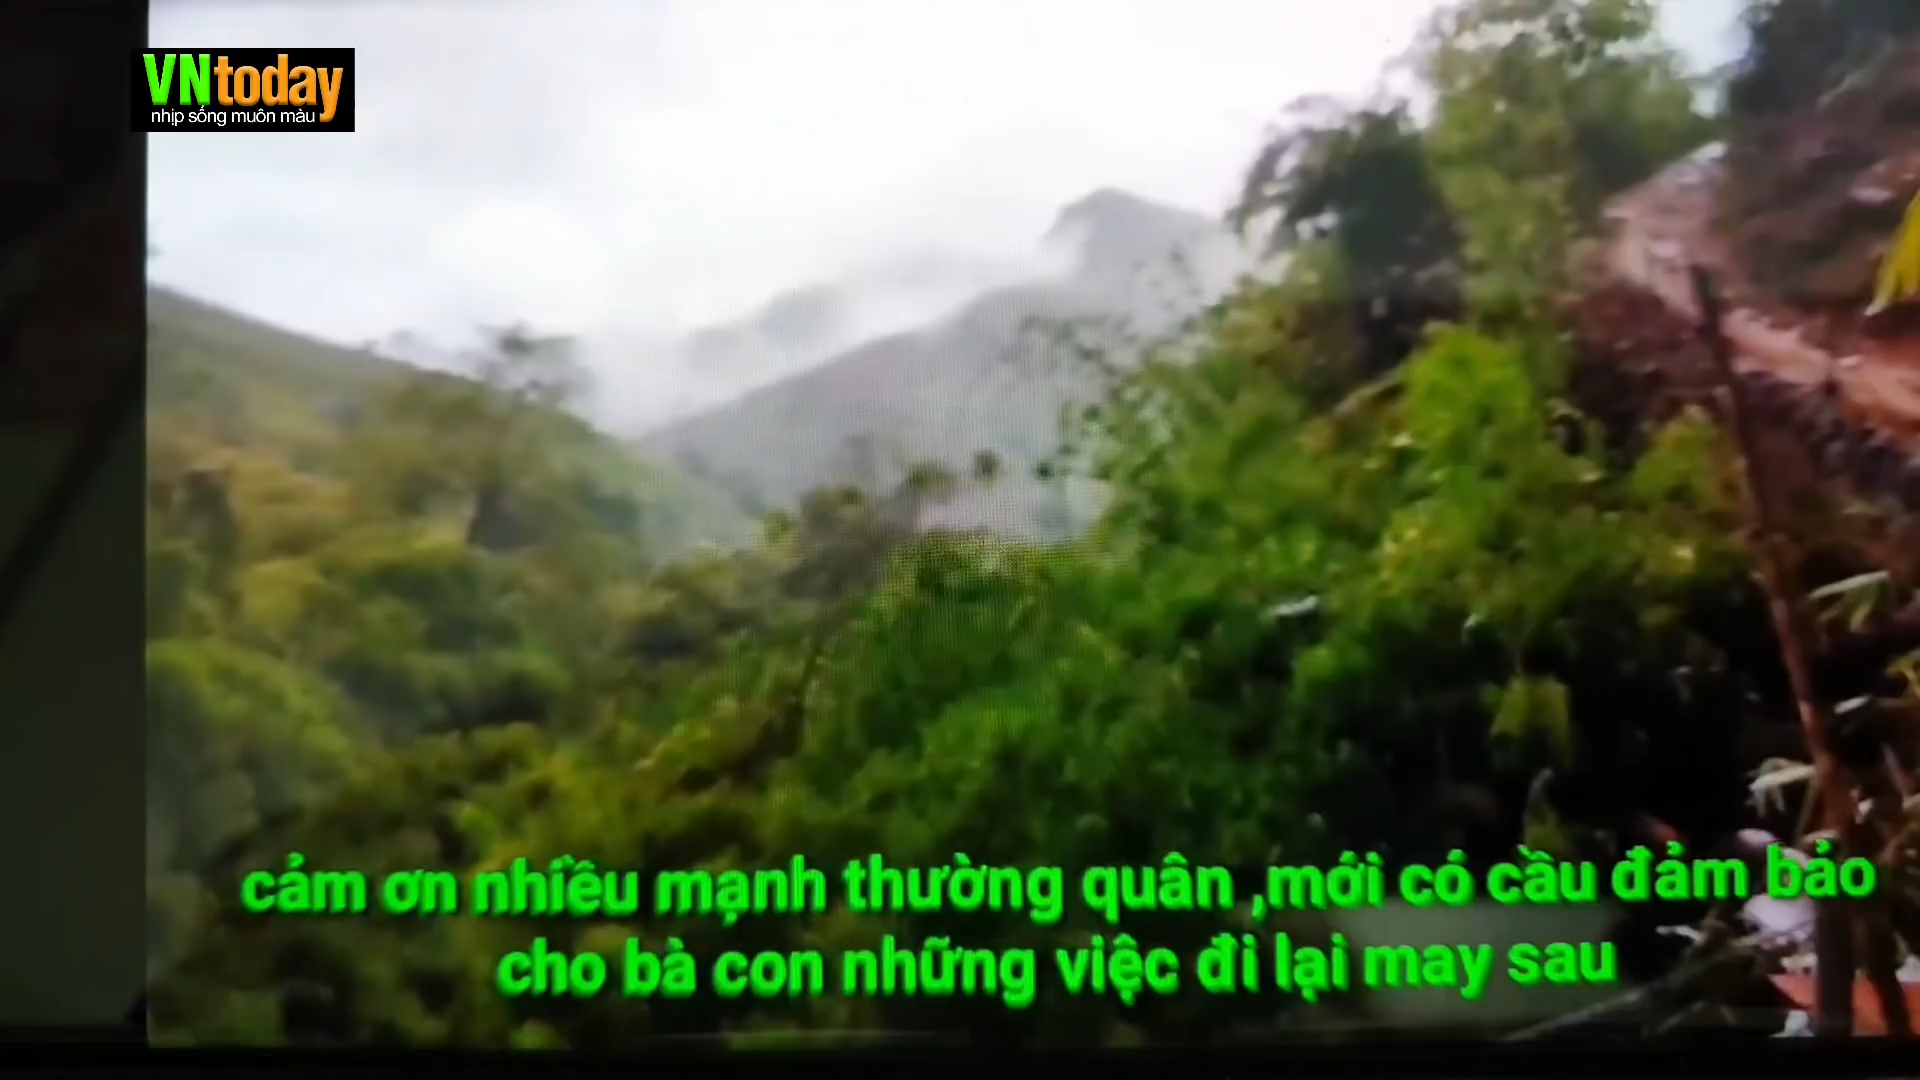 VNtoday
nhịp sống muôn màu
cảm ơn nhiều mạnh thường quân ,mới có cầu đảm bảo
cho bà con những việc đi lại may sau